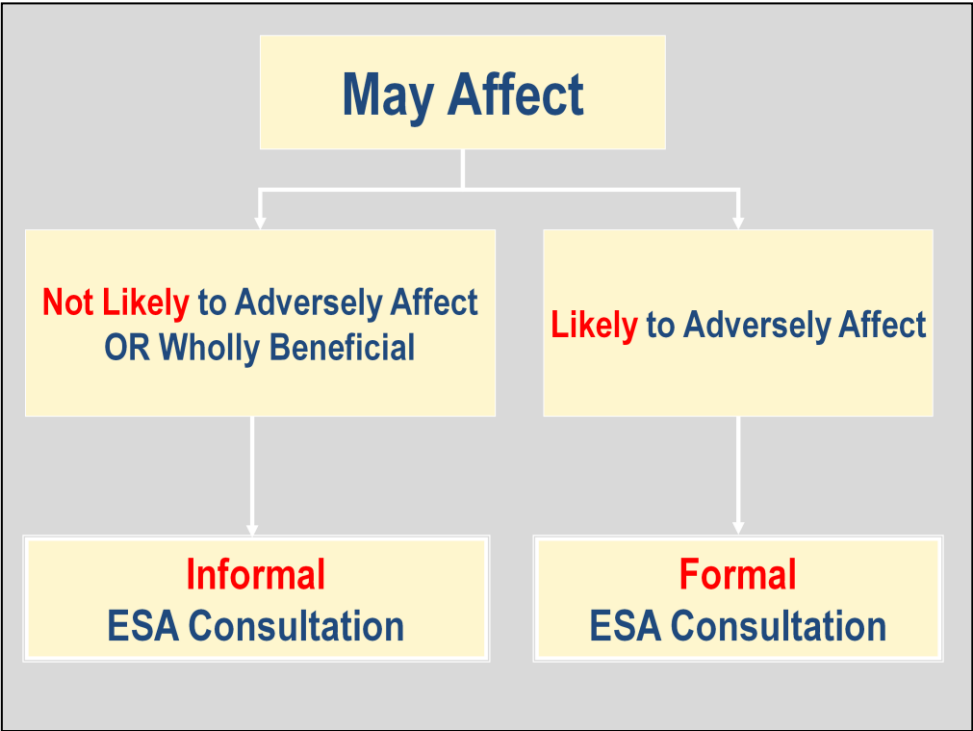 May Affect
Not Likely to Adversely Affect
OR Wholly Beneficial
Likely to Adversely Affect
Informal
ESA Consultation
Formal
ESA Consultation